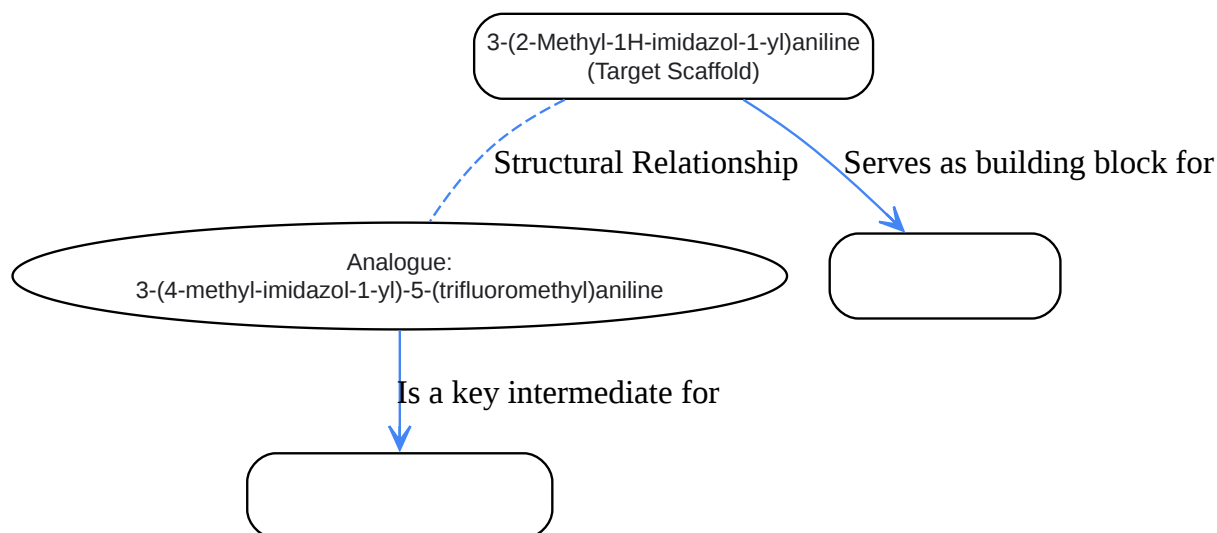 3-(2-Methyl-1H-imidazol-1-yl)aniline
(Target Scaffold)
Structural Relationship
Serves as building block for
Analogue:
3-(4-methyl-imidazol-1-yl)-5-(trifluoromethyl)aniline
Is a key intermediate for